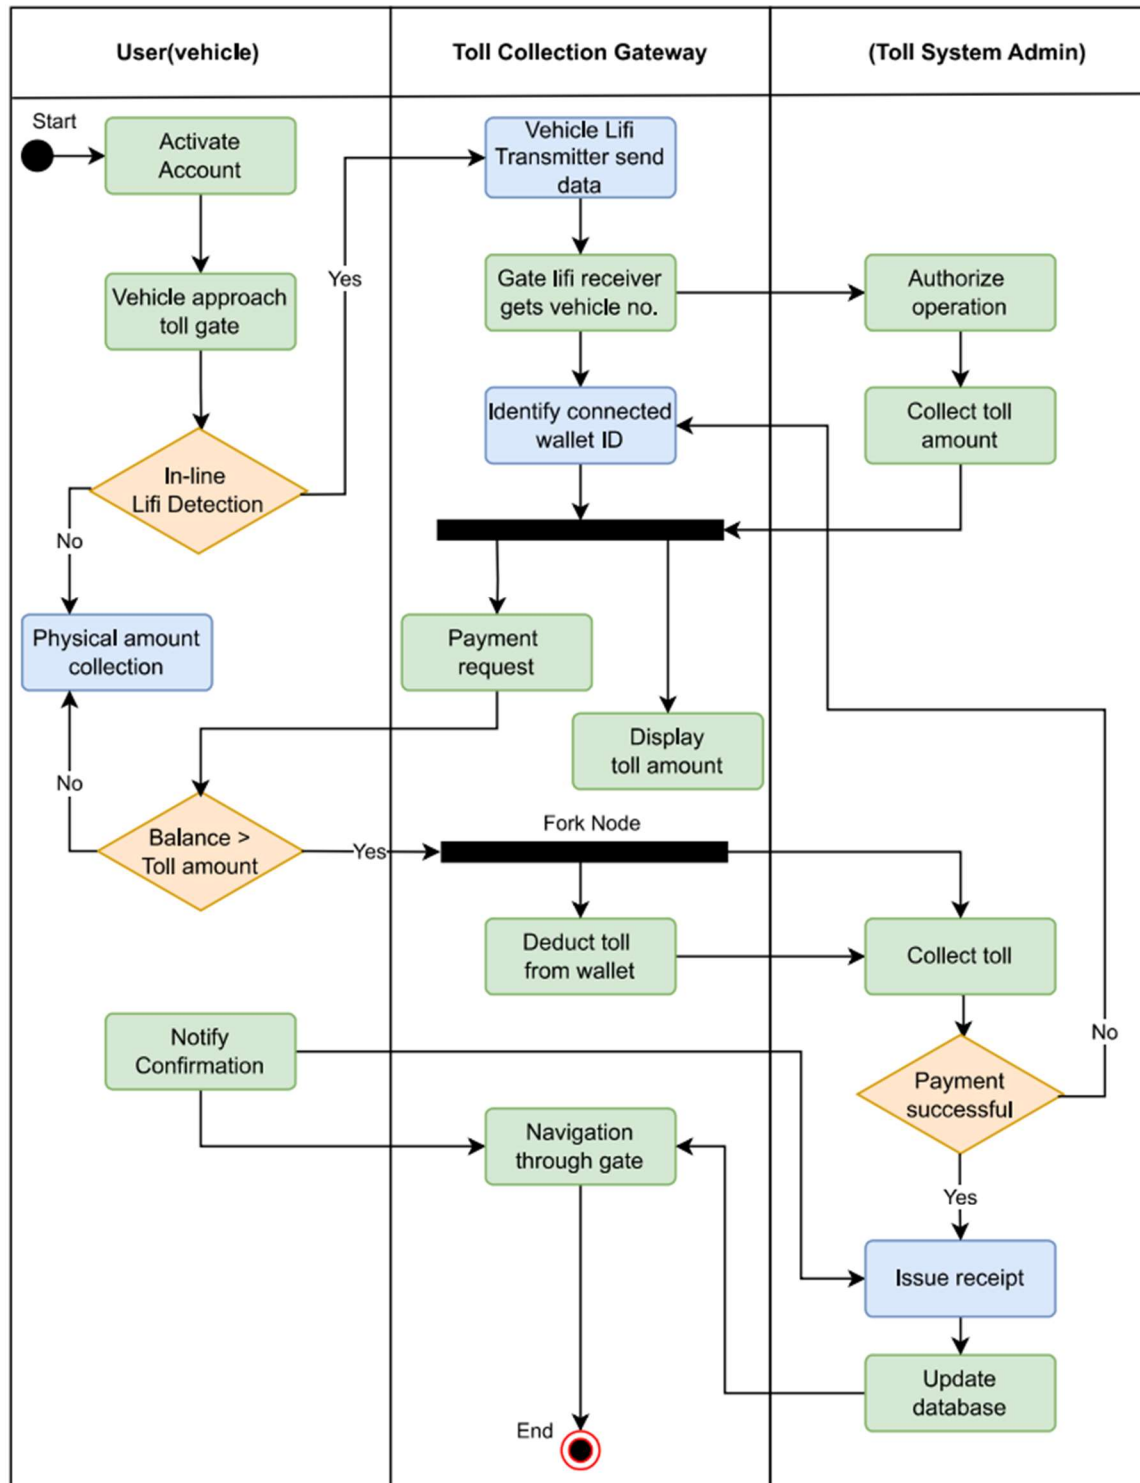 User(vehicle)
Toll Collection Gateway
(Toll System Admin)
Start
Activate
Account
Vehicle Lifi
Transmitter send
data
Yes
Vehicle approach
toll gate
Gate lifi receiver
gets vehicle no.
Authorize
operation
Identify connected
wallet ID
Collect toll
amount
In-line
Lifi Detection
No
Physical amount
collection
Payment
request
Display
toll amount
No
Balance >
Toll amount
Yes
Fork Node
Deduct toll
from wallet
Collect toll
Notify
Confirmation
No
Payment
successful
Navigation
through gate
Yes
Issue receipt
Update
database
End